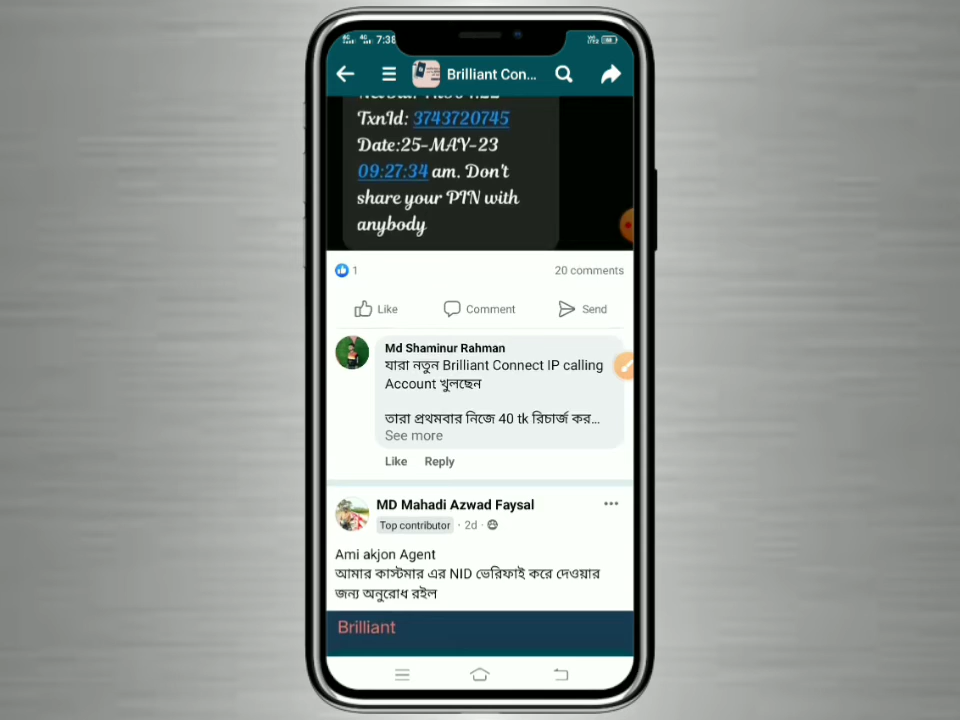 7:38
Brilliant Con...
TxnId: 3743720745
Date:25-MAY-23
09:27:34 am. Don't
share your PIN with
anybody
1
20 comments
Like
Comment
Send
Md Shaminur Rahman
যারা নতুন Brilliant Connect IP calling
Account খুলছেন
তারা প্রথমবার নিজে 40 tk রিচার্জ কর...
See more
Like Reply
MD Mahadi Azwad Faysal
Top contributor · 2d ·
Ami akjon Agent
আমার কাস্টমার এর NID ভেরিফাই করে দেওয়ার
জন্য অনুরোধ রইল
Brilliant